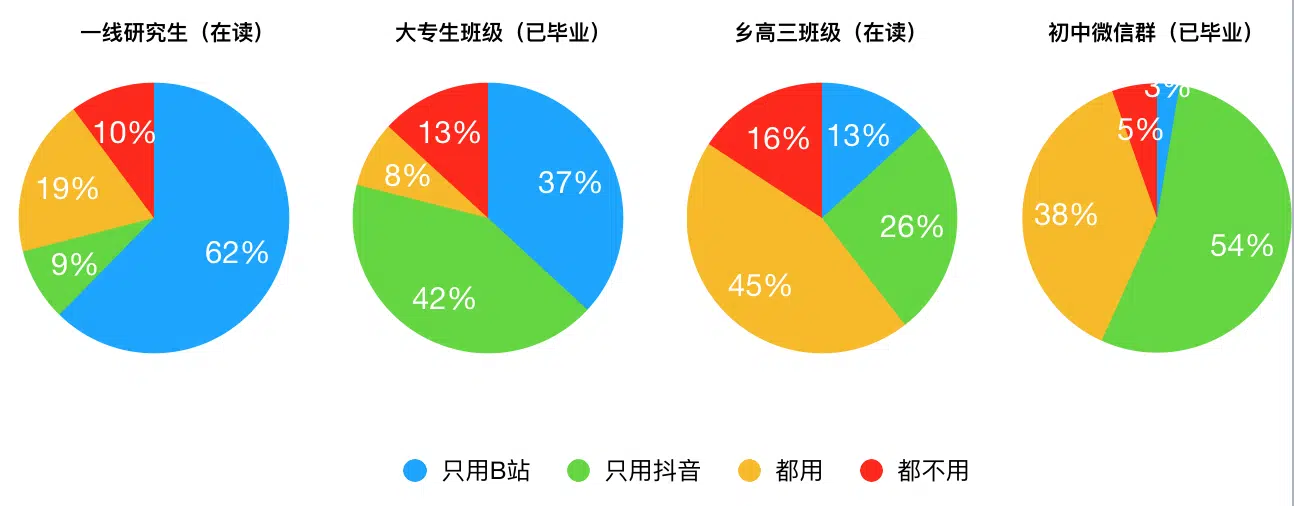 一线研究生（在读）
大专生班级（已毕业）
乡高三班级（在读）
初中微信群（已毕业）
10%
19%
9%
62%
13%
8%
37%
42%
16%
13%
26%
45%
3%
5%
38%
54%
只用B站
只用抖音
都用
都不用